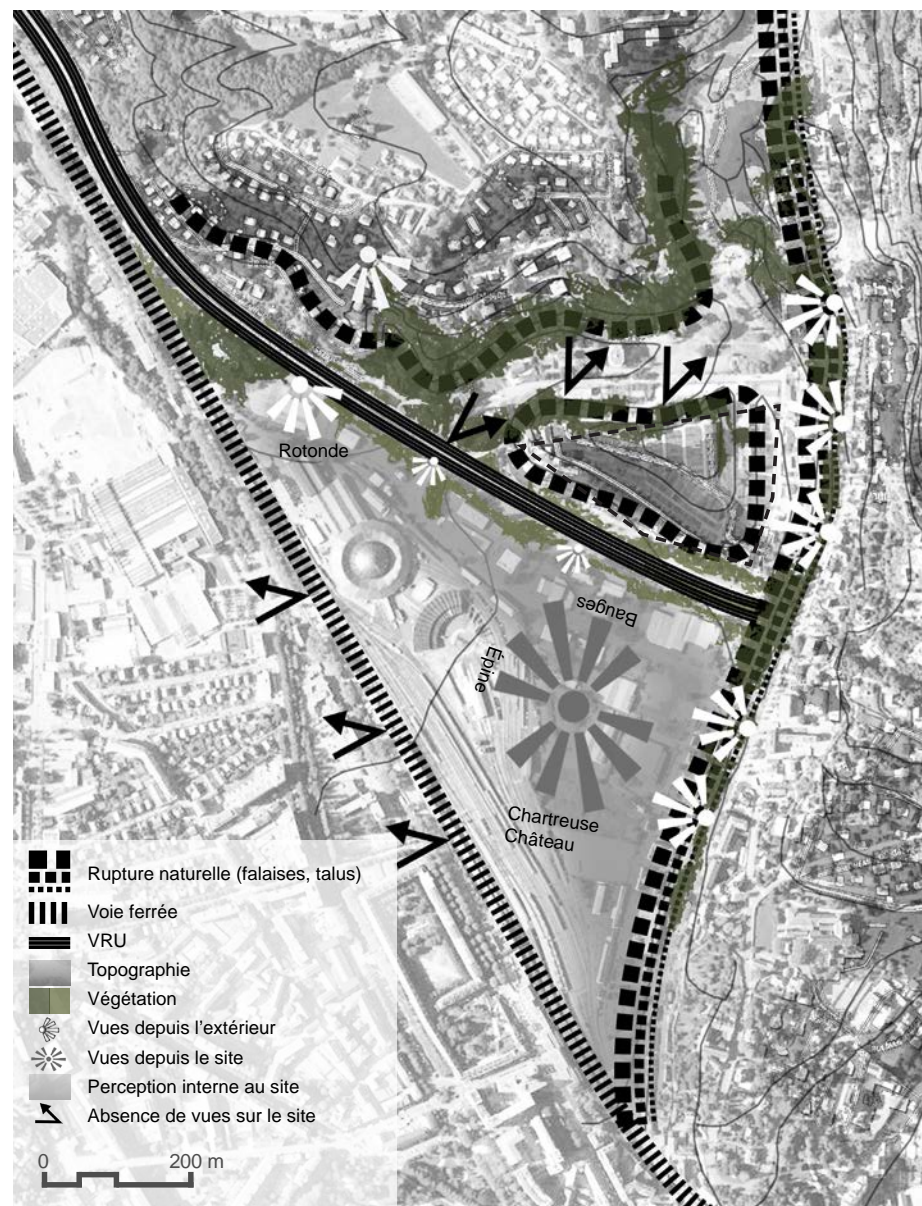 Rotonde
Bauges
Épine
Chartreuse
Château
Rupture naturelle (falaises, talus)
Voie ferrée
VRU
Topographie
Végétation
Vues depuis l'extérieur
Vues depuis le site
Perception interne au site
Absence de vues sur le site
0 200 m